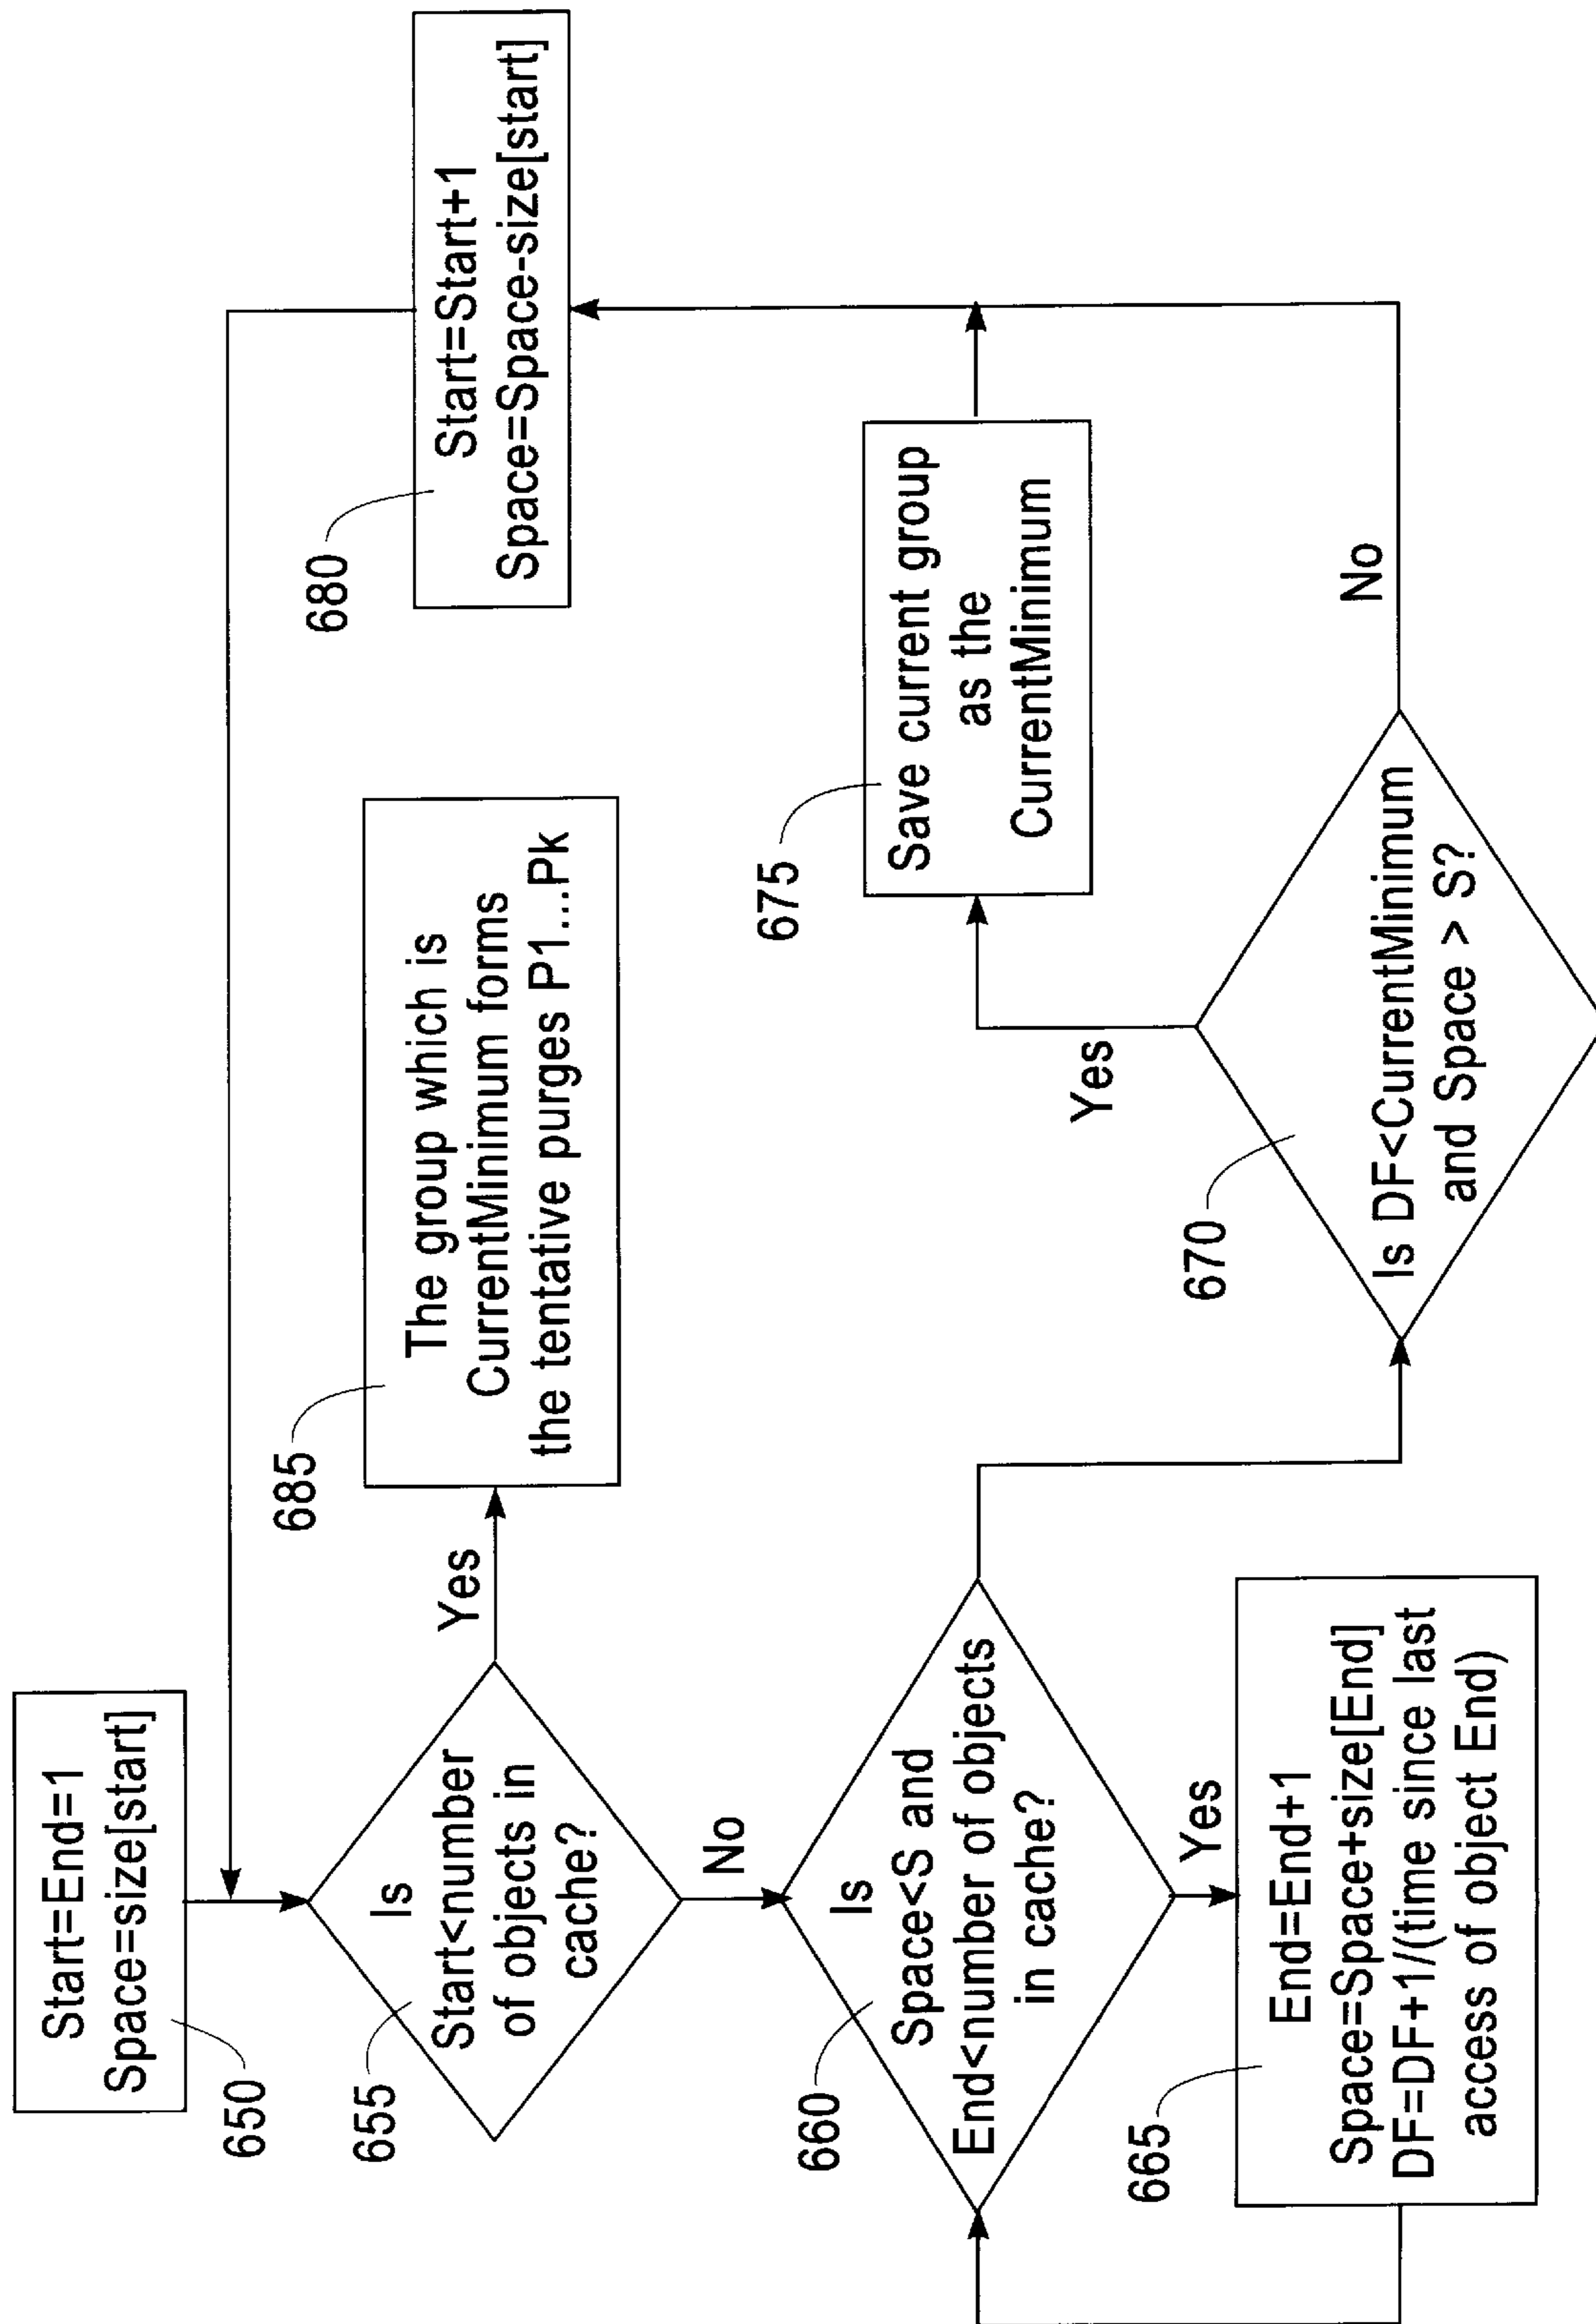 Start=End=1
Space=size[start]
650
Is
Start<number
of objects in
cache?
655
Yes
No
The group which is
CurrentMinimum forms
the tentative purges P1...Pk
685
Is
Space<S and
End<number of objects
in cache?
660
Yes
End=End+1
Space=Space+size[End]
DF=DF+1/(time since last
access of object End)
665
Is DF<CurrentMinimum
and Space > S?
670
Yes
No
Save current group
as the
CurrentMinimum
675
Start=Start+1
Space=Space-size[start]
680